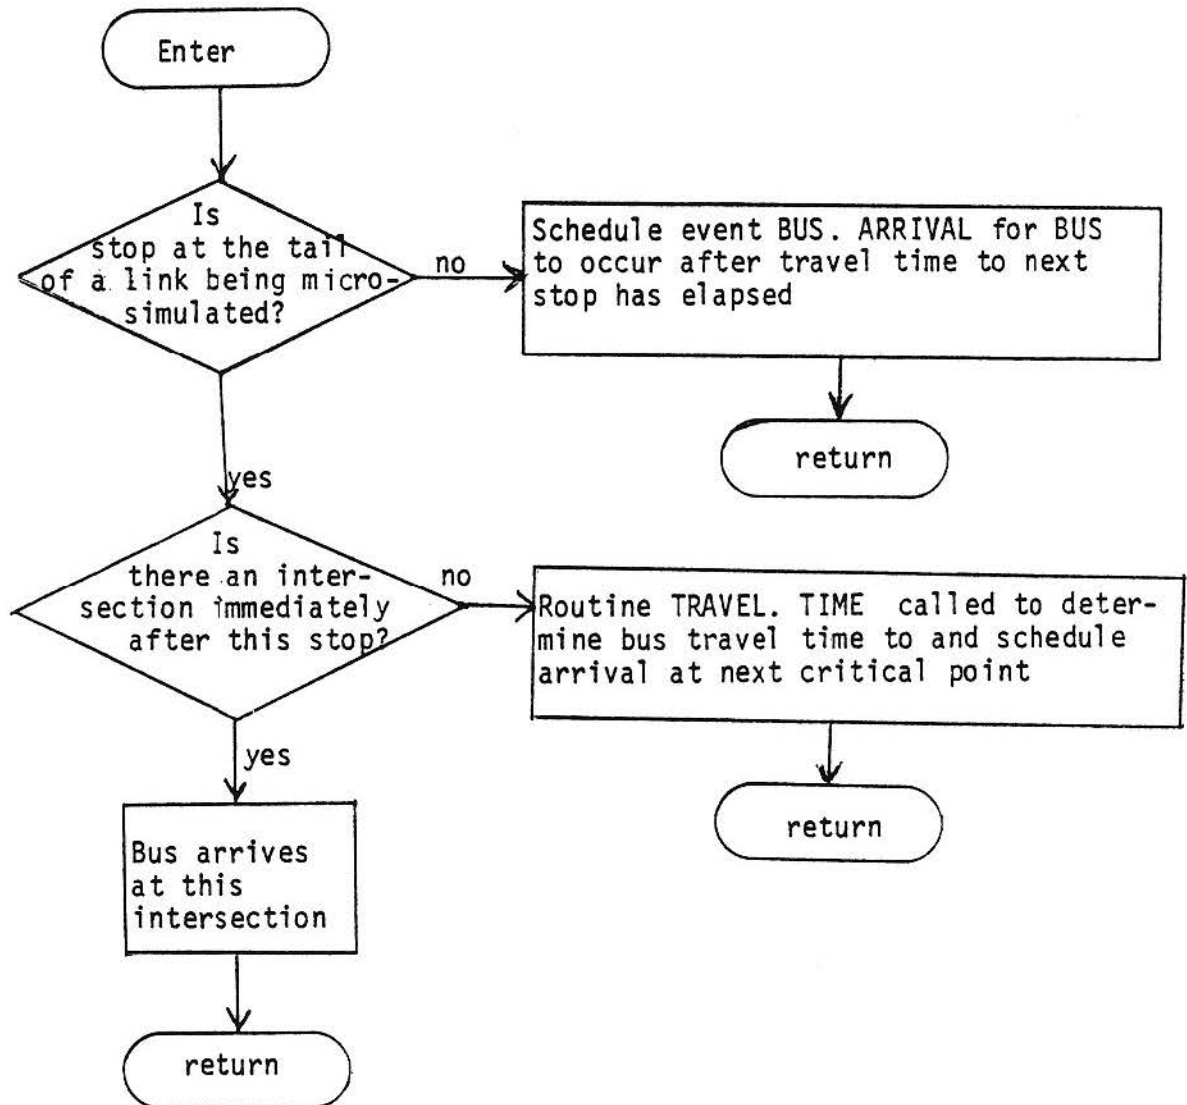 Enter
Is
stop at the tail
of a link being micro-
simulated?
no
Schedule event BUS. ARRIVAL for BUS
to occur after travel time to next
stop has elapsed
return
yes
Is
there an inter-
section immediately
after this stop?
no
Routine TRAVEL. TIME called to deter-
mine bus travel time to and schedule
arrival at next critical point
return
yes
Bus arrives
at this
intersection
return